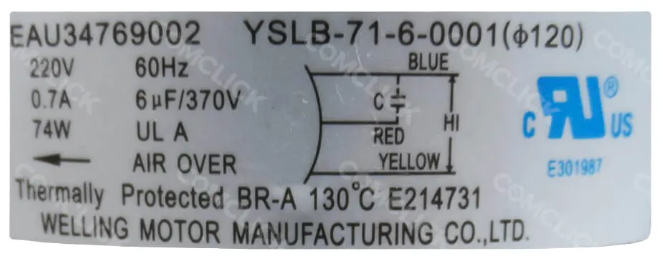 EAU34769002 YSLB-71-6-0001(ϕ120)
220V 60Hz BLUE
0.7A 6μF/370V C
74W UL A RED HI
AIR OVER YELLOW
C RU ® US
E301987
Thermally Protected BR-A 130°C E214731
WELLING MOTOR MANUFACTURING CO.,LTD.
COMCLICK